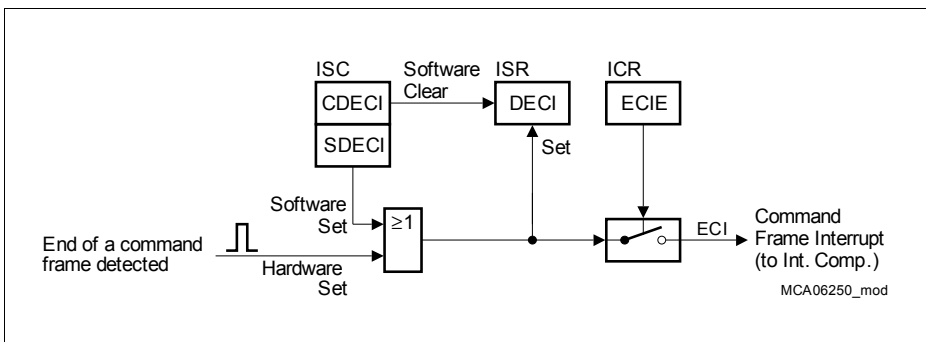 ISC
Software
Clear
ISR
ICR
CDECI
DECI
ECIE
SDECI
Set
Software
Set
≥1
End of a command
frame detected
Hardware
Set
ECI
Command
Frame Interrupt
(to Int. Comp.)
MCA06250_mod